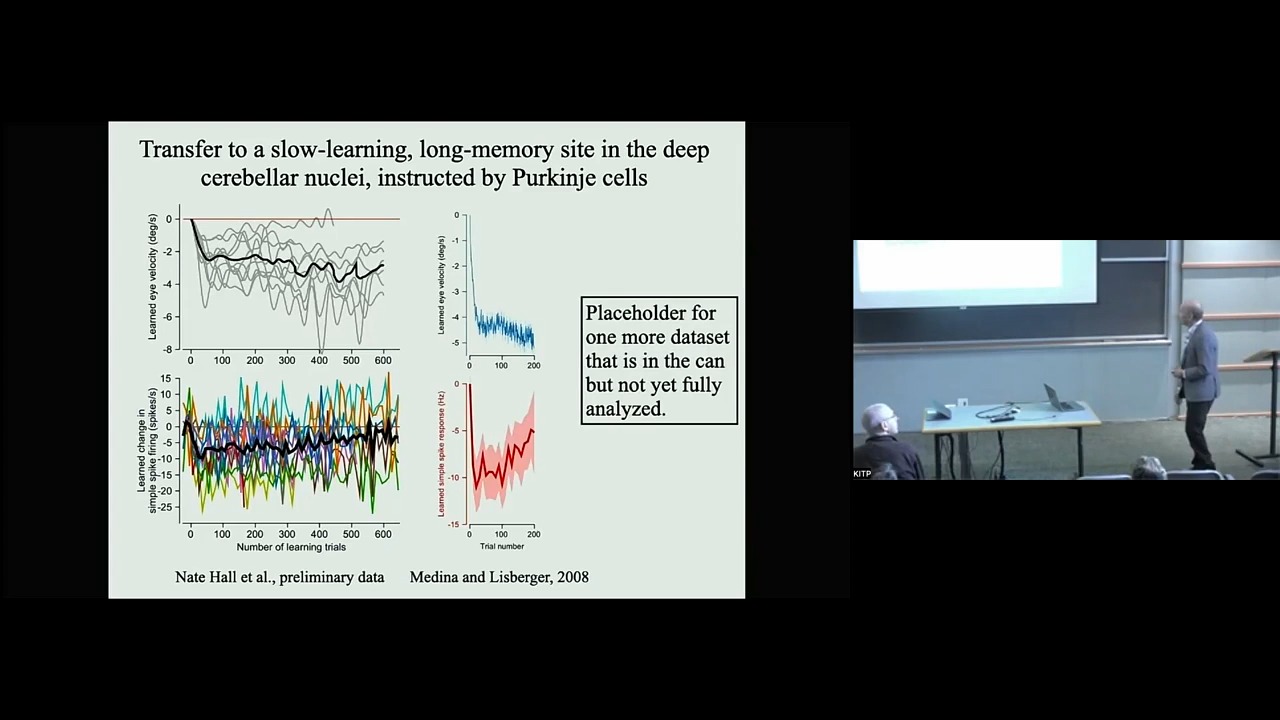 Transfer to a slow-learning, long-memory site in the deep
cerebellar nuclei, instructed by Purkinje cells
Learned eye velocity (deg/s)
0
-2
-4
-6
-8
0 100 200 300 400 500 600
Learned change in
simple spike firing (spikes/s)
15
10
5
0
-5
-10
-15
-20
-25
0 100 200 300 400 500 600
Number of learning trials
Learned eye velocity (deg/s)
0
-1
-2
-3
-4
-5
0 100 200
Learned simple spike response (Hz)
0
-5
-10
-15
0 100 200
Trial number
Placeholder for
one more dataset
that is in the can
but not yet fully
analyzed.
Nate Hall et al., preliminary data
Medina and Lisberger, 2008
KITP